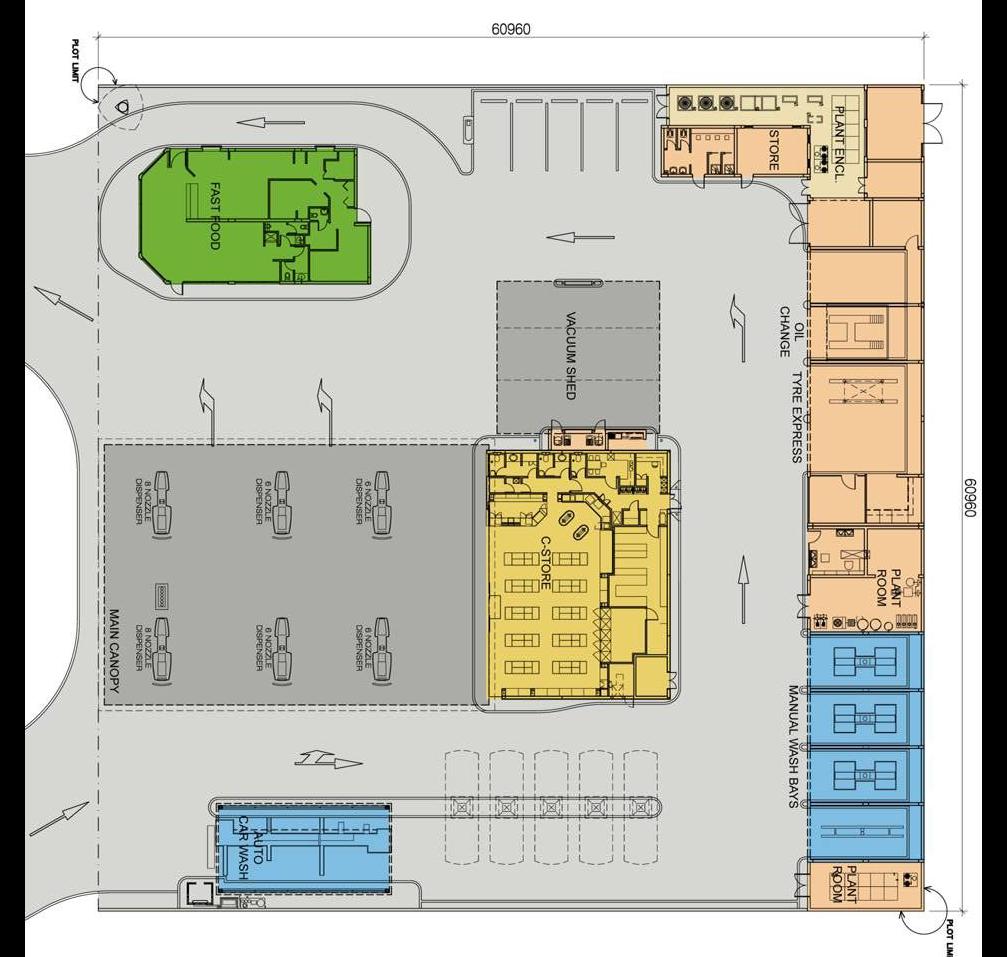 60960
PLOT LIMIT
PLANT ENCL.
STORE
FAST FOOD
VACUUM SHED
OIL
CHANGE
TYRE EXPRESS
60960
8 NOZZLE
DISPENSER
6 NOZZLE
DISPENSER
6 NOZZLE
DISPENSER
C-STORE
PLANT
ROOM
MAIN CANOPY
8 NOZZLE
DISPENSER
6 NOZZLE
DISPENSER
6 NOZZLE
DISPENSER
MANUAL WASH BAYS
AUTO
CAR WASH
PLANT
ROOM
PLOT LIM